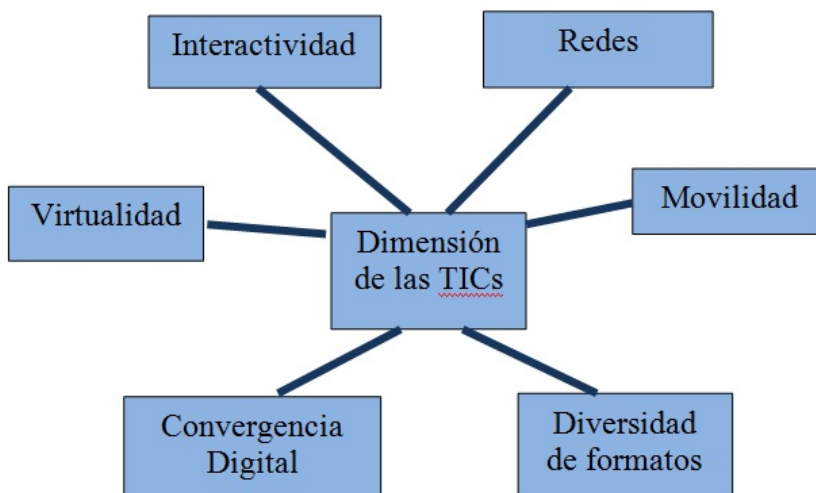 Interactividad
Redes
Virtualidad
Movilidad
Dimensión
de las TICs
Convergencia
Digital
Diversidad
de formatos